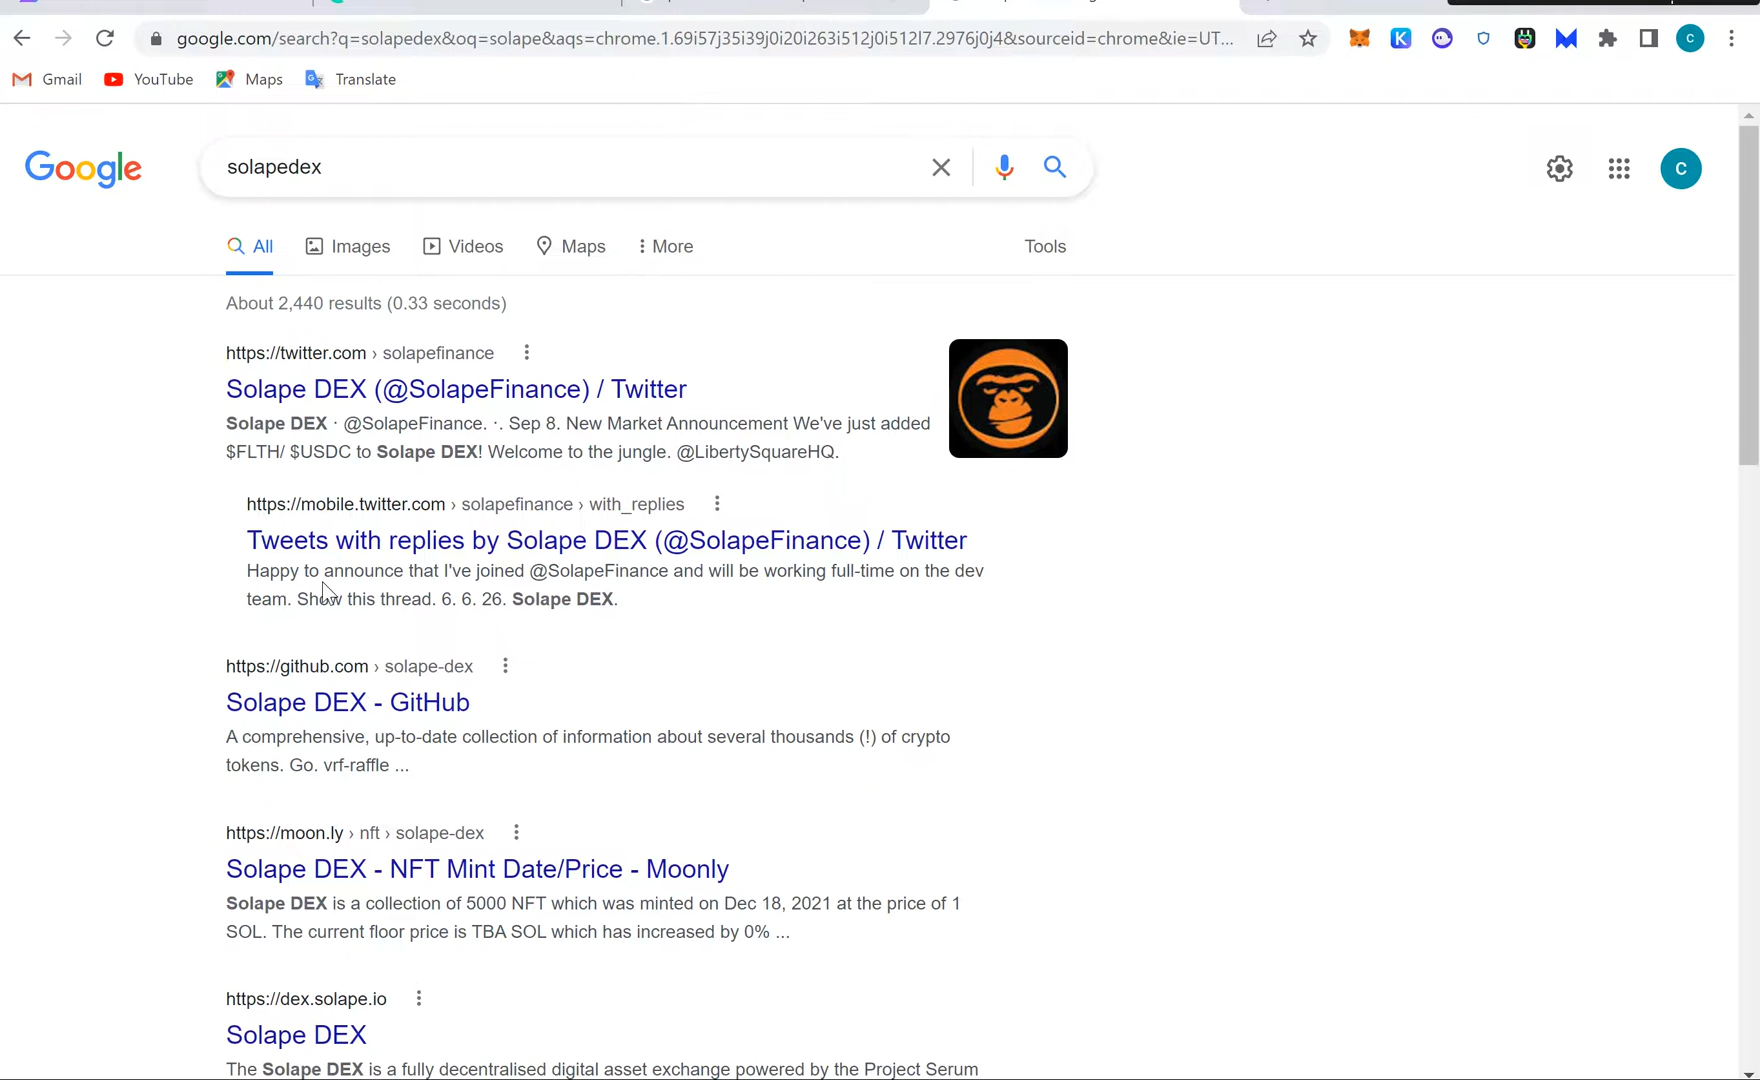 google.com/search?q=solapedex&oq=solape&aqs=chrome.1.69i57j35i39j0i20i263i512j0i512l7.2976j0j4&sourceid=chrome&ie=UT...
C
Gmail
YouTube
Maps
Translate
Google
solapedex
C
All
Images
Videos
Maps
More
Tools
About 2,440 results (0.33 seconds)
https://twitter.com › solapefinance
Solape DEX (@SolapeFinance) / Twitter
Solape DEX · @SolapeFinance. ·. Sep 8. New Market Announcement We've just added
$FLTH/ $USDC to Solape DEX! Welcome to the jungle. @LibertySquareHQ.
https://mobile.twitter.com › solapefinance › with_replies
Tweets with replies by Solape DEX (@SolapeFinance) / Twitter
Happy to announce that I've joined @SolapeFinance and will be working full-time on the dev
team. Show this thread. 6. 6. 26. Solape DEX.
https://github.com › solape-dex
Solape DEX - GitHub
A comprehensive, up-to-date collection of information about several thousands (!) of crypto
tokens. Go. vrf-raffle ...
https://moon.ly › nft › solape-dex
Solape DEX - NFT Mint Date/Price - Moonly
Solape DEX is a collection of 5000 NFT which was minted on Dec 18, 2021 at the price of 1
SOL. The current floor price is TBA SOL which has increased by 0% ...
https://dex.solape.io
Solape DEX
The Solape DEX is a fully decentralised digital asset exchange powered by the Project Serum